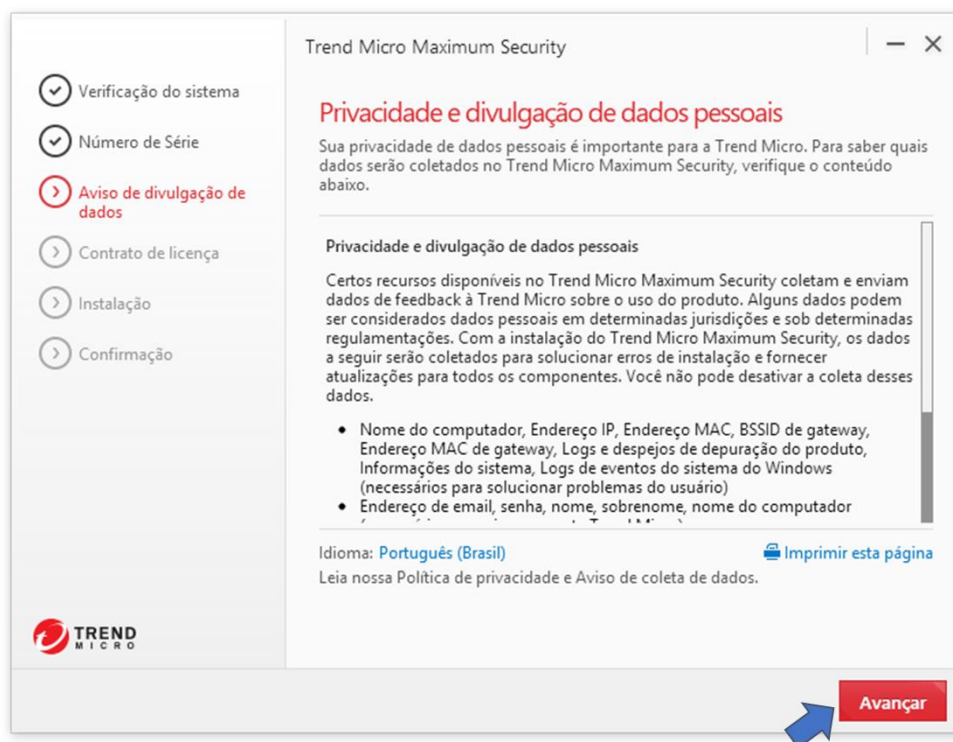 Trend Micro Maximum Security
Verificação do sistema
Número de Série
Aviso de divulgação de
dados
Contrato de licença
Instalação
Confirmação
Privacidade e divulgação de dados pessoais
Sua privacidade de dados pessoais é importante para a Trend Micro. Para saber quais
dados serão coletados no Trend Micro Maximum Security, verifique o conteúdo
abaixo.
Privacidade e divulgação de dados pessoais
Certos recursos disponíveis no Trend Micro Maximum Security coletam e enviam
dados de feedback à Trend Micro sobre o uso do produto. Alguns dados podem
ser considerados dados pessoais em determinadas jurisdições e sob determinadas
regulamentações. Com a instalação do Trend Micro Maximum Security, os dados
a seguir serão coletados para solucionar erros de instalação e fornecer
atualizações para todos os componentes. Você não pode desativar a coleta desses
dados.
• Nome do computador, Endereço IP, Endereço MAC, BSSID de gateway,
Endereço MAC de gateway, Logs e despejos de depuração do produto,
Informações do sistema, Logs de eventos do sistema do Windows
(necessários para solucionar problemas do usuário)
• Endereço de email, senha, nome, sobrenome, nome do computador
Idioma: Português (Brasil)
Imprimir esta página
Leia nossa Política de privacidade e Aviso de coleta de dados.
TREND
MICRO
Avançar